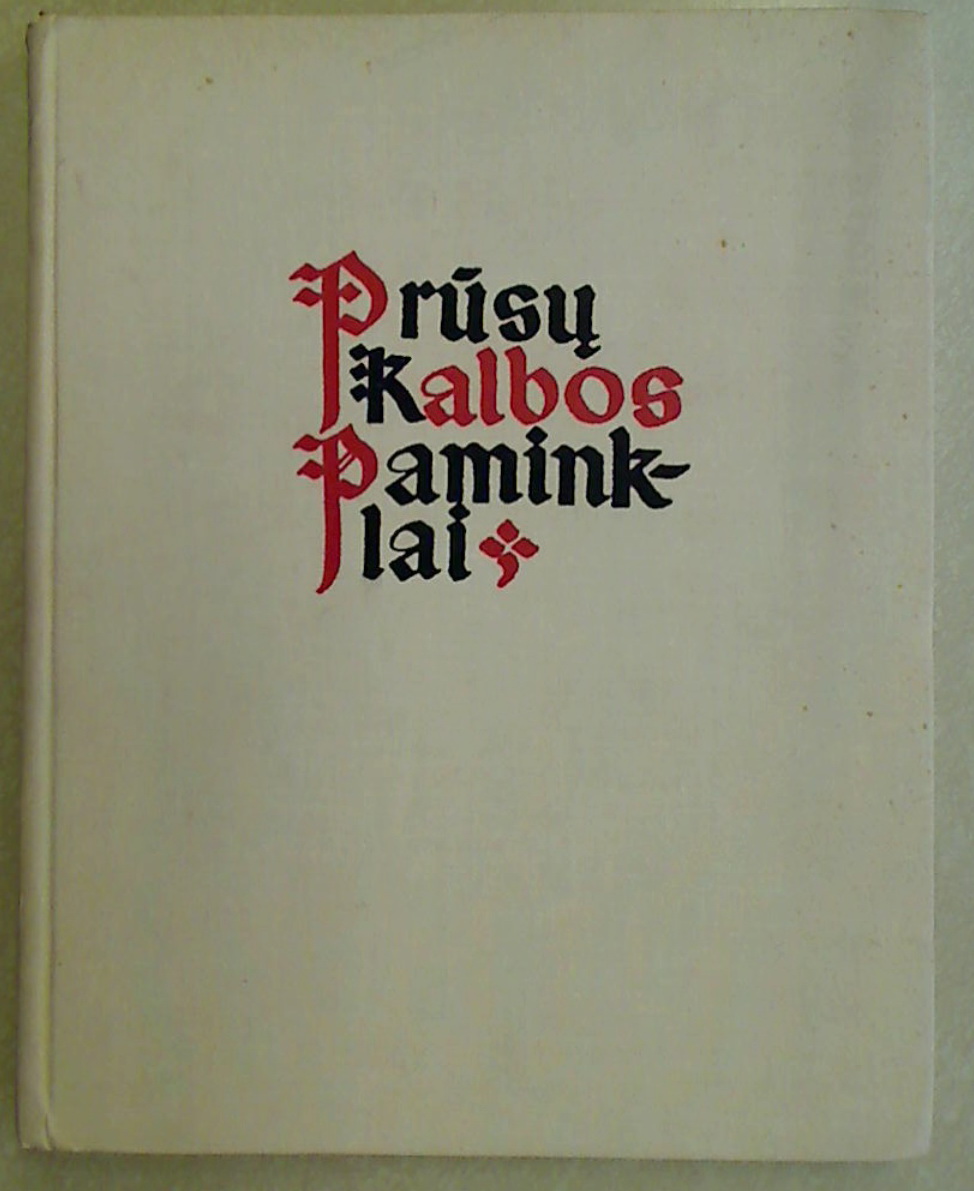 Prūsų
kalbos
Pamink-
lai